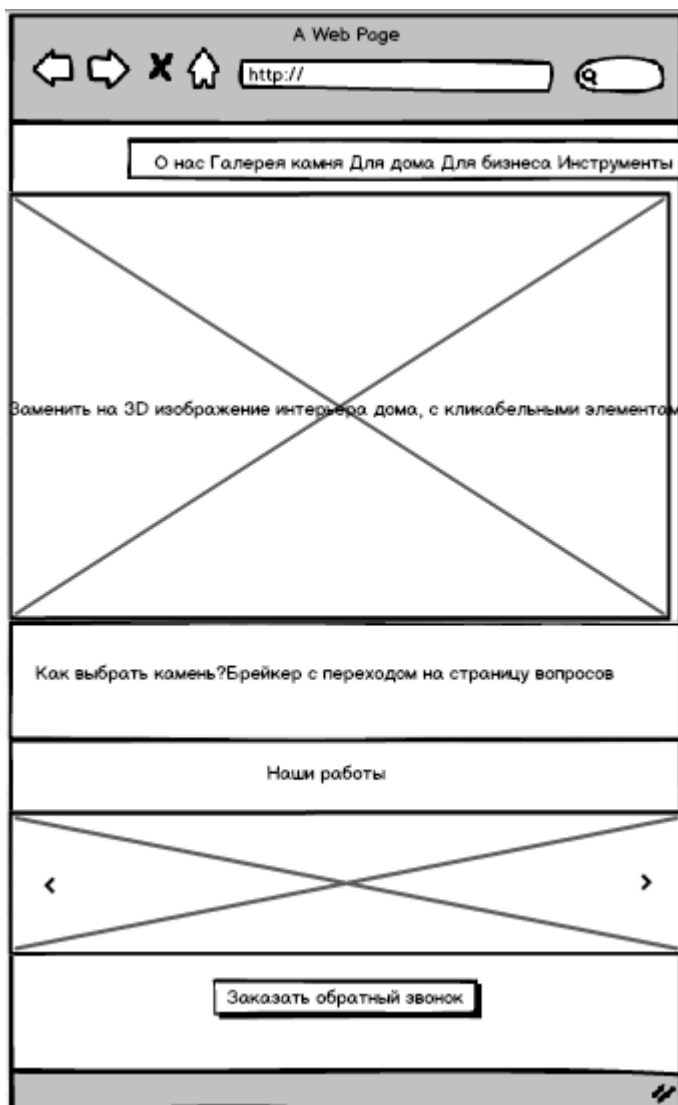 A Web Page
http://
О нас Галерея камня Для дома Для бизнеса Инструменты
Заменить на 3D изображение интерьера дома, с кликабельными элементам
Как выбрать камень?Брейкер с переходом на страницу вопросов
Наши работы
Заказать обратный звонок